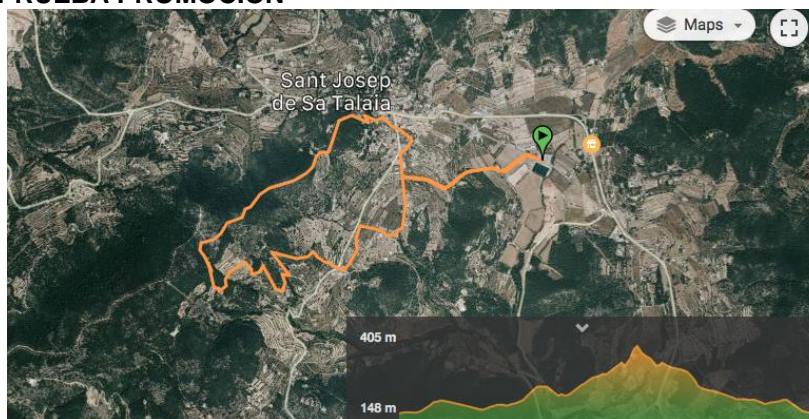 PRUEBA PROMOCIÓN
Maps
Sant Josep
de Sa Talaia
405 m
148 m